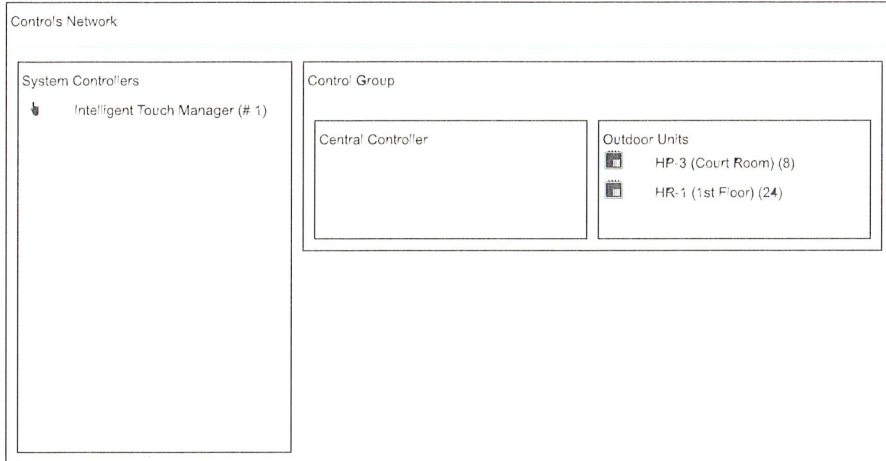 Controls Network
System Controllers
Intelligent Touch Manager (# 1)
Control Group
Central Controller
Outdoor Units
HP-3 (Court Room) (8)
HR-1 (1st Floor) (24)